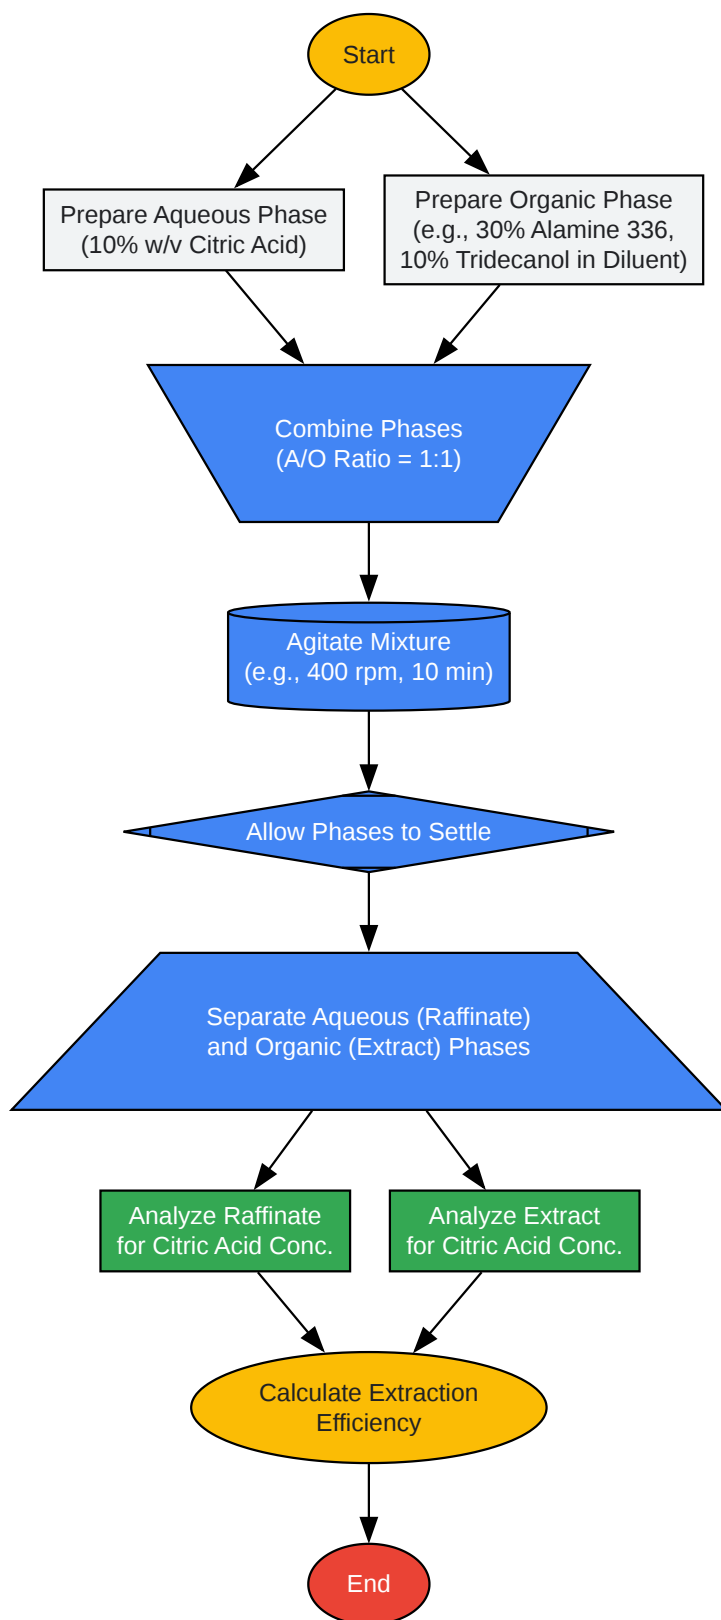 Start
Prepare Aqueous Phase
(10% w/v Citric Acid)
Prepare Organic Phase
(e.g., 30% Alamine 336,
10% Tridecanol in Diluent)
Combine Phases
(A/O Ratio = 1:1)
Agitate Mixture
(e.g., 400 rpm, 10 min)
Allow Phases to Settle
Separate Aqueous (Raffinate)
and Organic (Extract) Phases
Analyze Raffinate
for Citric Acid Conc.
Analyze Extract
for Citric Acid Conc.
Calculate Extraction
Efficiency
End